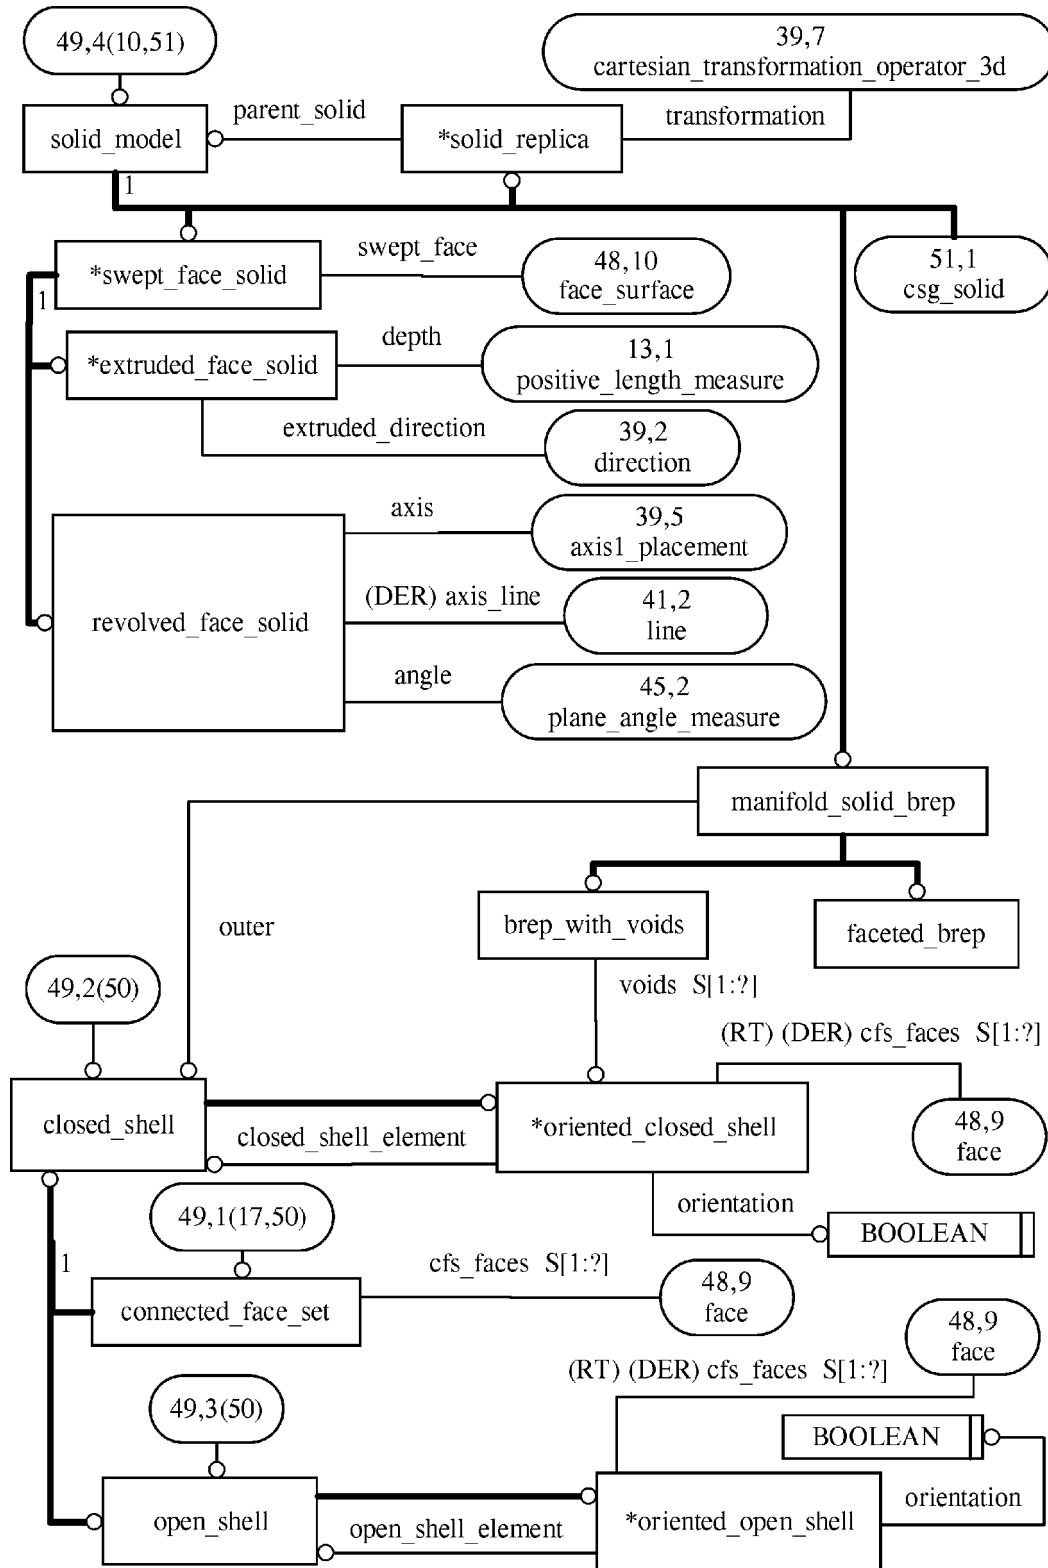 49,4(10,51)
39,7
cartesian_transformation_operator_3d
solid_model
parent_solid
*solid_replica
transformation
1
*swept_face_solid
swept_face
48,10
face_surface
51,1
csg_solid
1
*extruded_face_solid
depth
13,1
positive_length_measure
extruded_direction
39,2
direction
revolved_face_solid
axis
39,5
axis1_placement
(DER) axis_line
41,2
line
angle
45,2
plane_angle_measure
manifold_solid_brep
outer
brep_with_voids
faceted_brep
49,2(50)
voids S[1:?]
(RT) (DER) cfs_faces S[1:?]
closed_shell
closed_shell_element
*oriented_closed_shell
48,9
face
49,1(17,50)
orientation
BOOLEAN
1
connected_face_set
cfs_faces S[1:?]
48,9
face
48,9
face
(RT) (DER) cfs_faces S[1:?]
49,3(50)
BOOLEAN
open_shell
open_shell_element
*oriented_open_shell
orientation